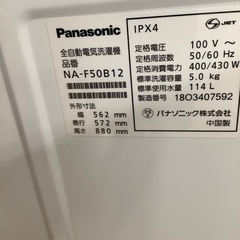 Panasonic
全自動電気洗濯機
品番
NA-F50B12
外形寸法
幅 562 mm
奥行 572 mm
高さ 880 mm
IPX4
S JET
定格電圧 100 V～
定格周波数 50/60 Hz
定格消費電力 400/430 W
標準洗濯容量 5.0 kg
標準使用水量 114 L
製造番号 18O3407592
パナソニック株式会社
中国製